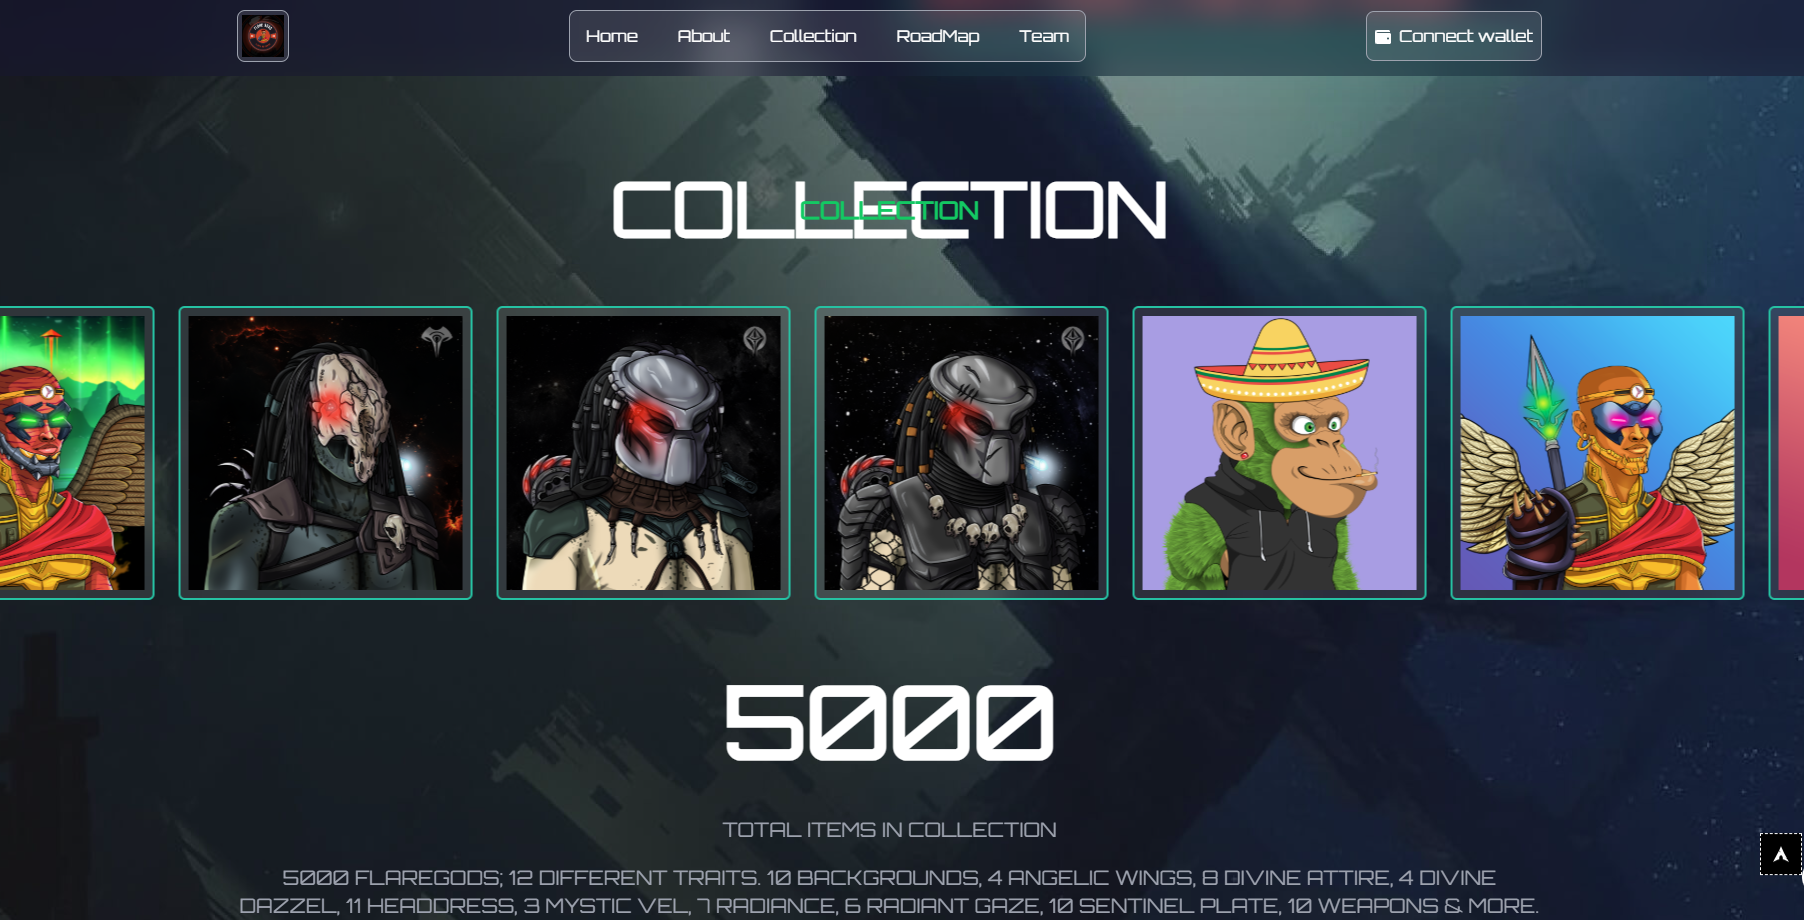 Home About Collection RoadMap Team Connect wallet
COLLECTION
COLLECTION
5000
TOTAL ITEMS IN COLLECTION
5000 FLAREGODS; 12 DIFFERENT TRAITS. 10 BACKGROUNDS, 4 ANGELIC WINGS, 8 DIVINE ATTIRE, 4 DIVINE
DAZZEL, 11 HEADDRESS, 3 MYSTIC VEL, 7 RADIANCE, 6 RADIANT GAZE, 10 SENTINEL PLATE, 10 WEAPONS & MORE.